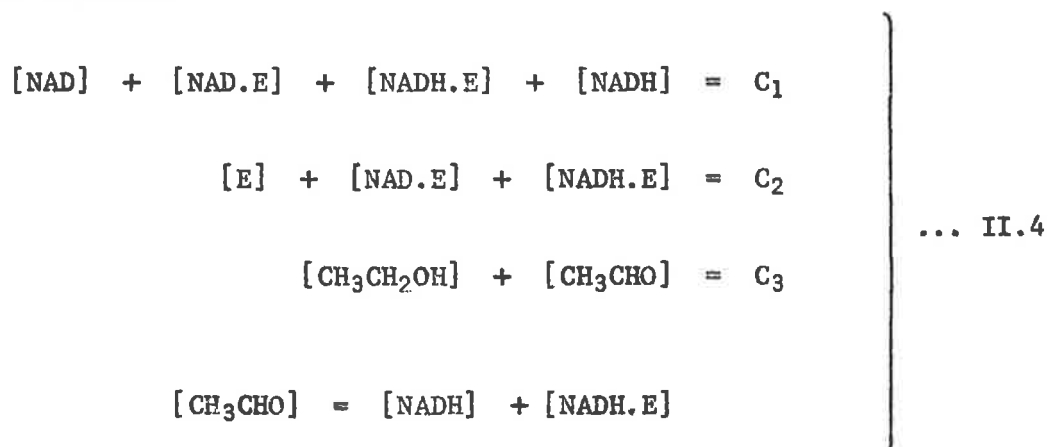 [NAD] + [NAD.E] + [NADH.E] + [NADH] = C₁
[E] + [NAD.E] + [NADH.E] = C₂
... II.4
[CH₃CH₂OH] + [CH₃CHO] = C₃
[CH₃CHO] = [NADH] + [NADH.E]